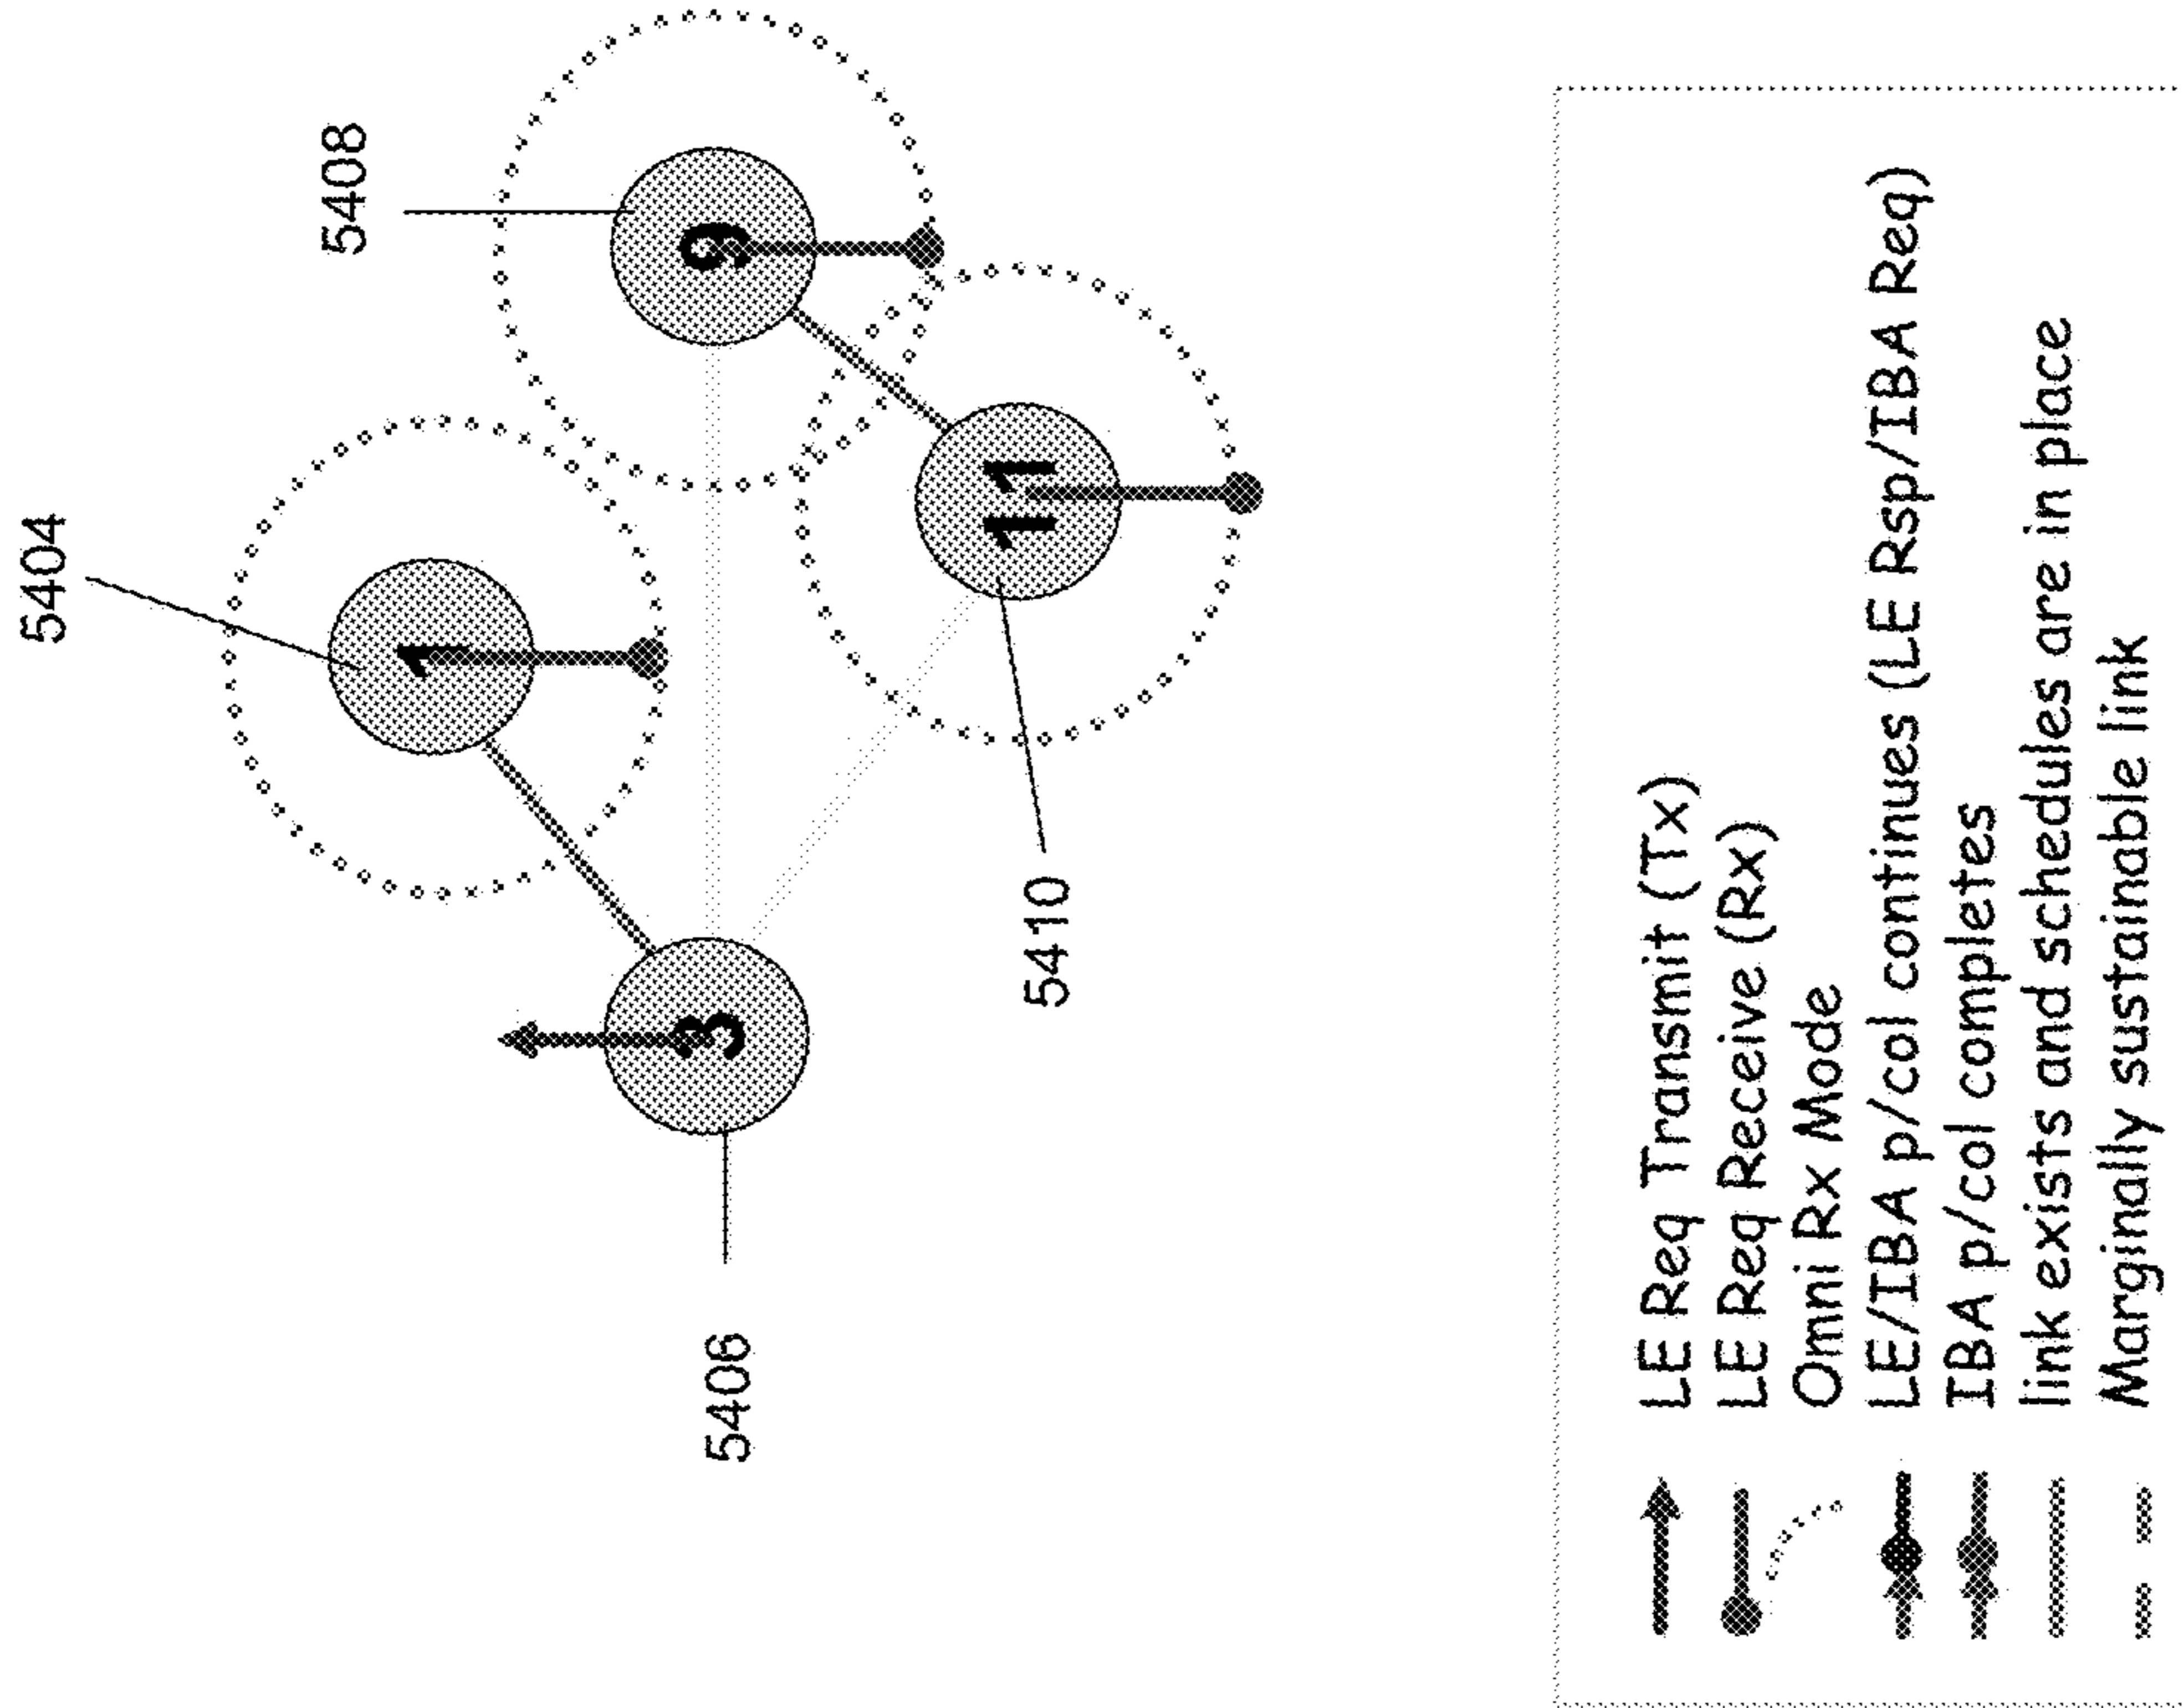 5404
5408
1
5406
3
9
11
5410
LE Req Transmit (Tx)
LE Req Receive (Rx)
Omni Rx Mode
LE/IBA p/col continues (LE Rsp/IBA Req)
IBA p/col completes
link exists and schedules are in place
Marginally sustainable link